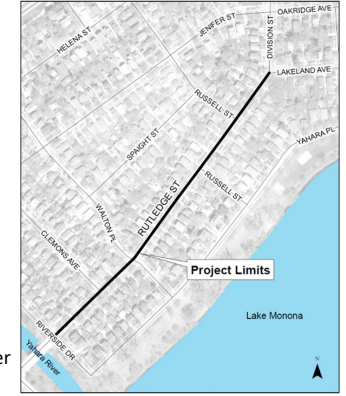 OAKRIDGE AVE
JENIFER ST
HELENA ST
DIVISION ST
LAKELAND AVE
RUSSELL ST
YAHARA PL
SPAIGHT ST
RUSSELL ST
RUTLEDGE ST
WALTON PL
CLEMONS AVE
Project Limits
Lake Monona
RIVERSIDE DR
Yahara River
er
N